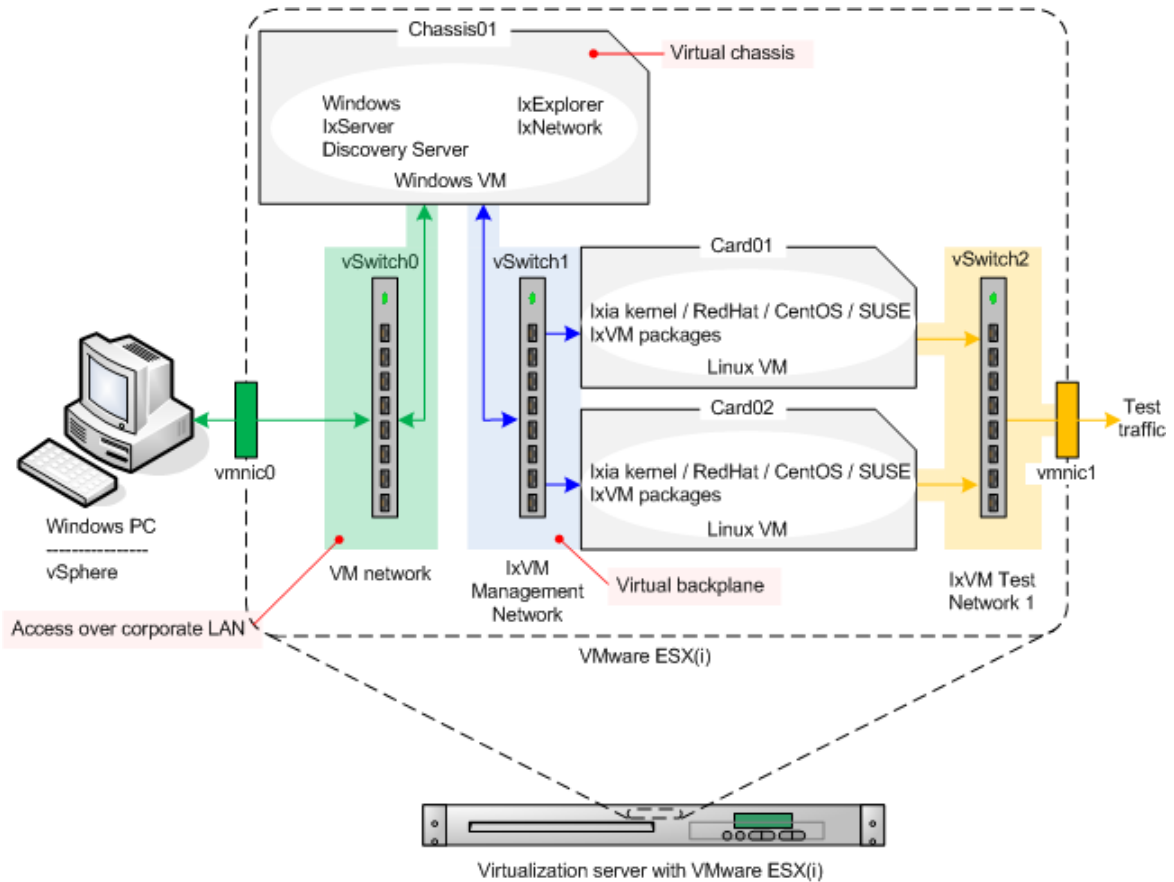 Chassis01
Virtual chassis
Windows
IxServer
Discovery Server
IxExplorer
IxNetwork
Windows VM
vSwitch0
vSwitch1
Card01
vSwitch2
Ixia kernel / RedHat / CentOS / SUSE
IxVM packages
Linux VM
Card02
Ixia kernel / RedHat / CentOS / SUSE
IxVM packages
Linux VM
Test
traffic
vmnic0
vmnic1
Windows PC
----------------
vSphere
VM network
IxVM
Management
Network
Virtual backplane
IxVM Test
Network 1
Access over corporate LAN
VMware ESX(i)
Virtualization server with VMware ESX(i)